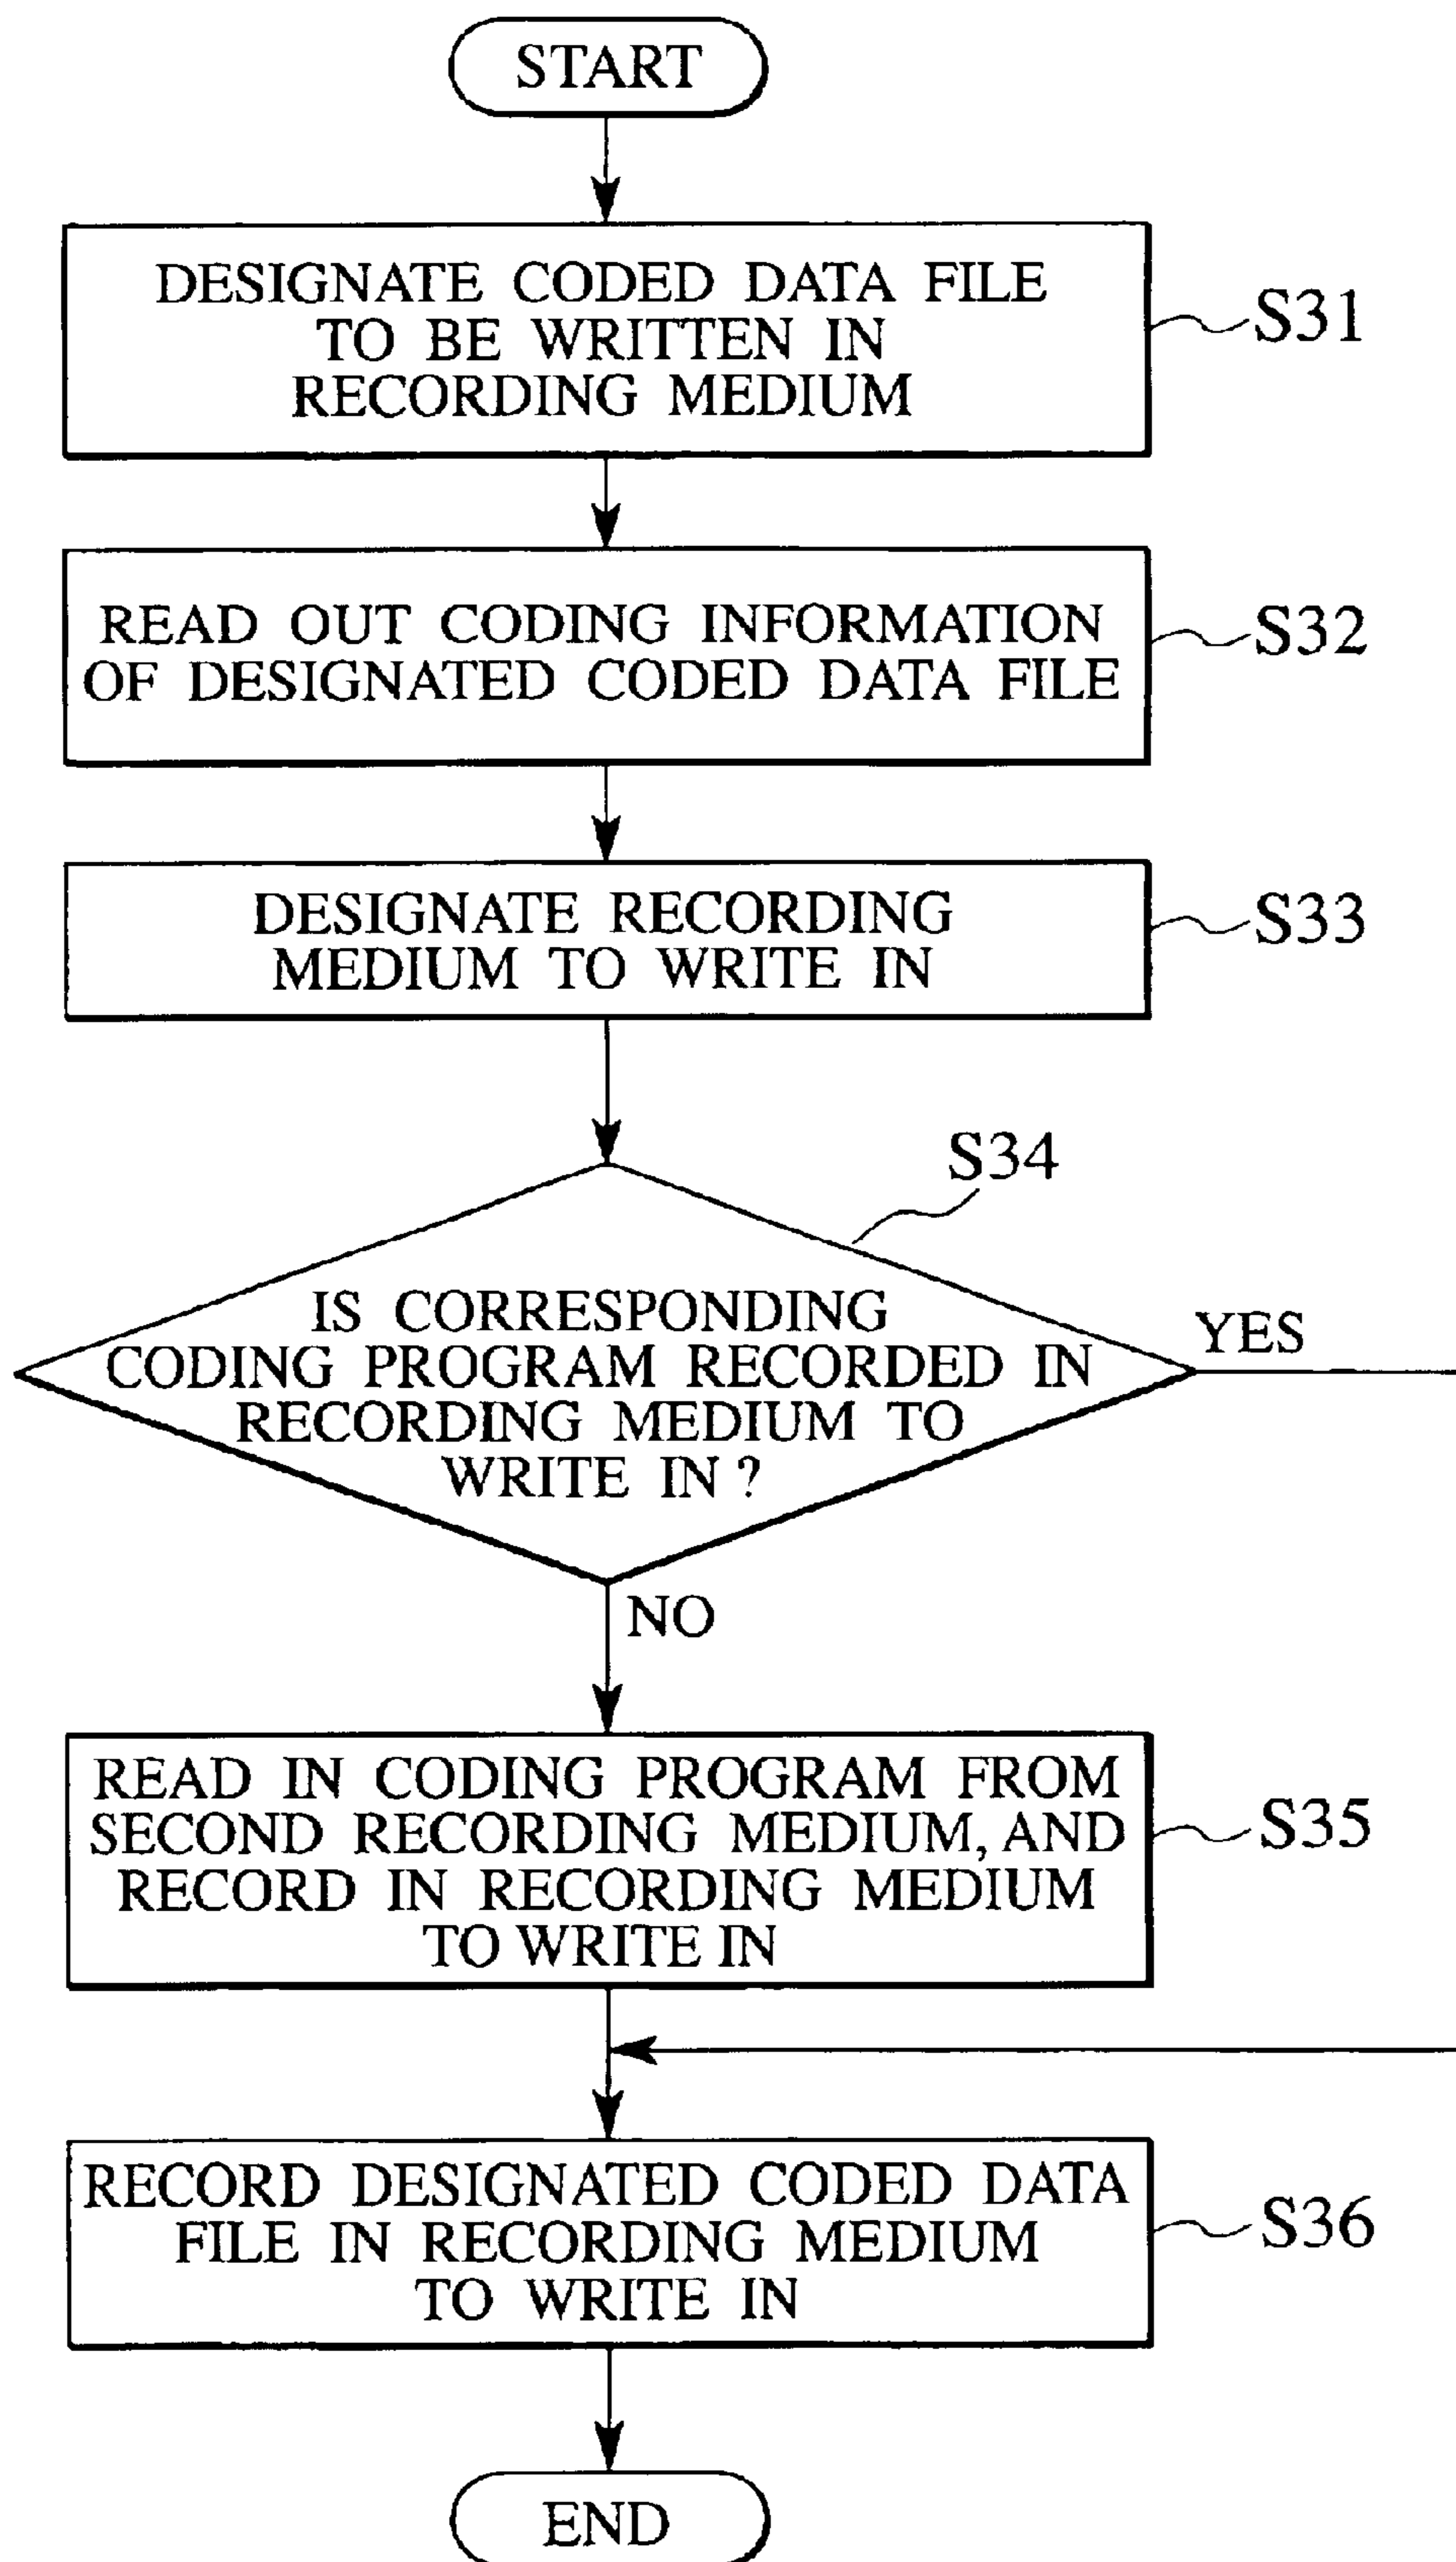 START
DESIGNATE CODED DATA FILE
TO BE WRITTEN IN
RECORDING MEDIUM
S31
READ OUT CODING INFORMATION
OF DESIGNATED CODED DATA FILE
S32
DESIGNATE RECORDING
MEDIUM TO WRITE IN
S33
S34
IS CORRESPONDING
CODING PROGRAM RECORDED IN
RECORDING MEDIUM TO
WRITE IN ?
YES
NO
READ IN CODING PROGRAM FROM
SECOND RECORDING MEDIUM, AND
RECORD IN RECORDING MEDIUM
TO WRITE IN
S35
RECORD DESIGNATED CODED DATA
FILE IN RECORDING MEDIUM
TO WRITE IN
S36
END